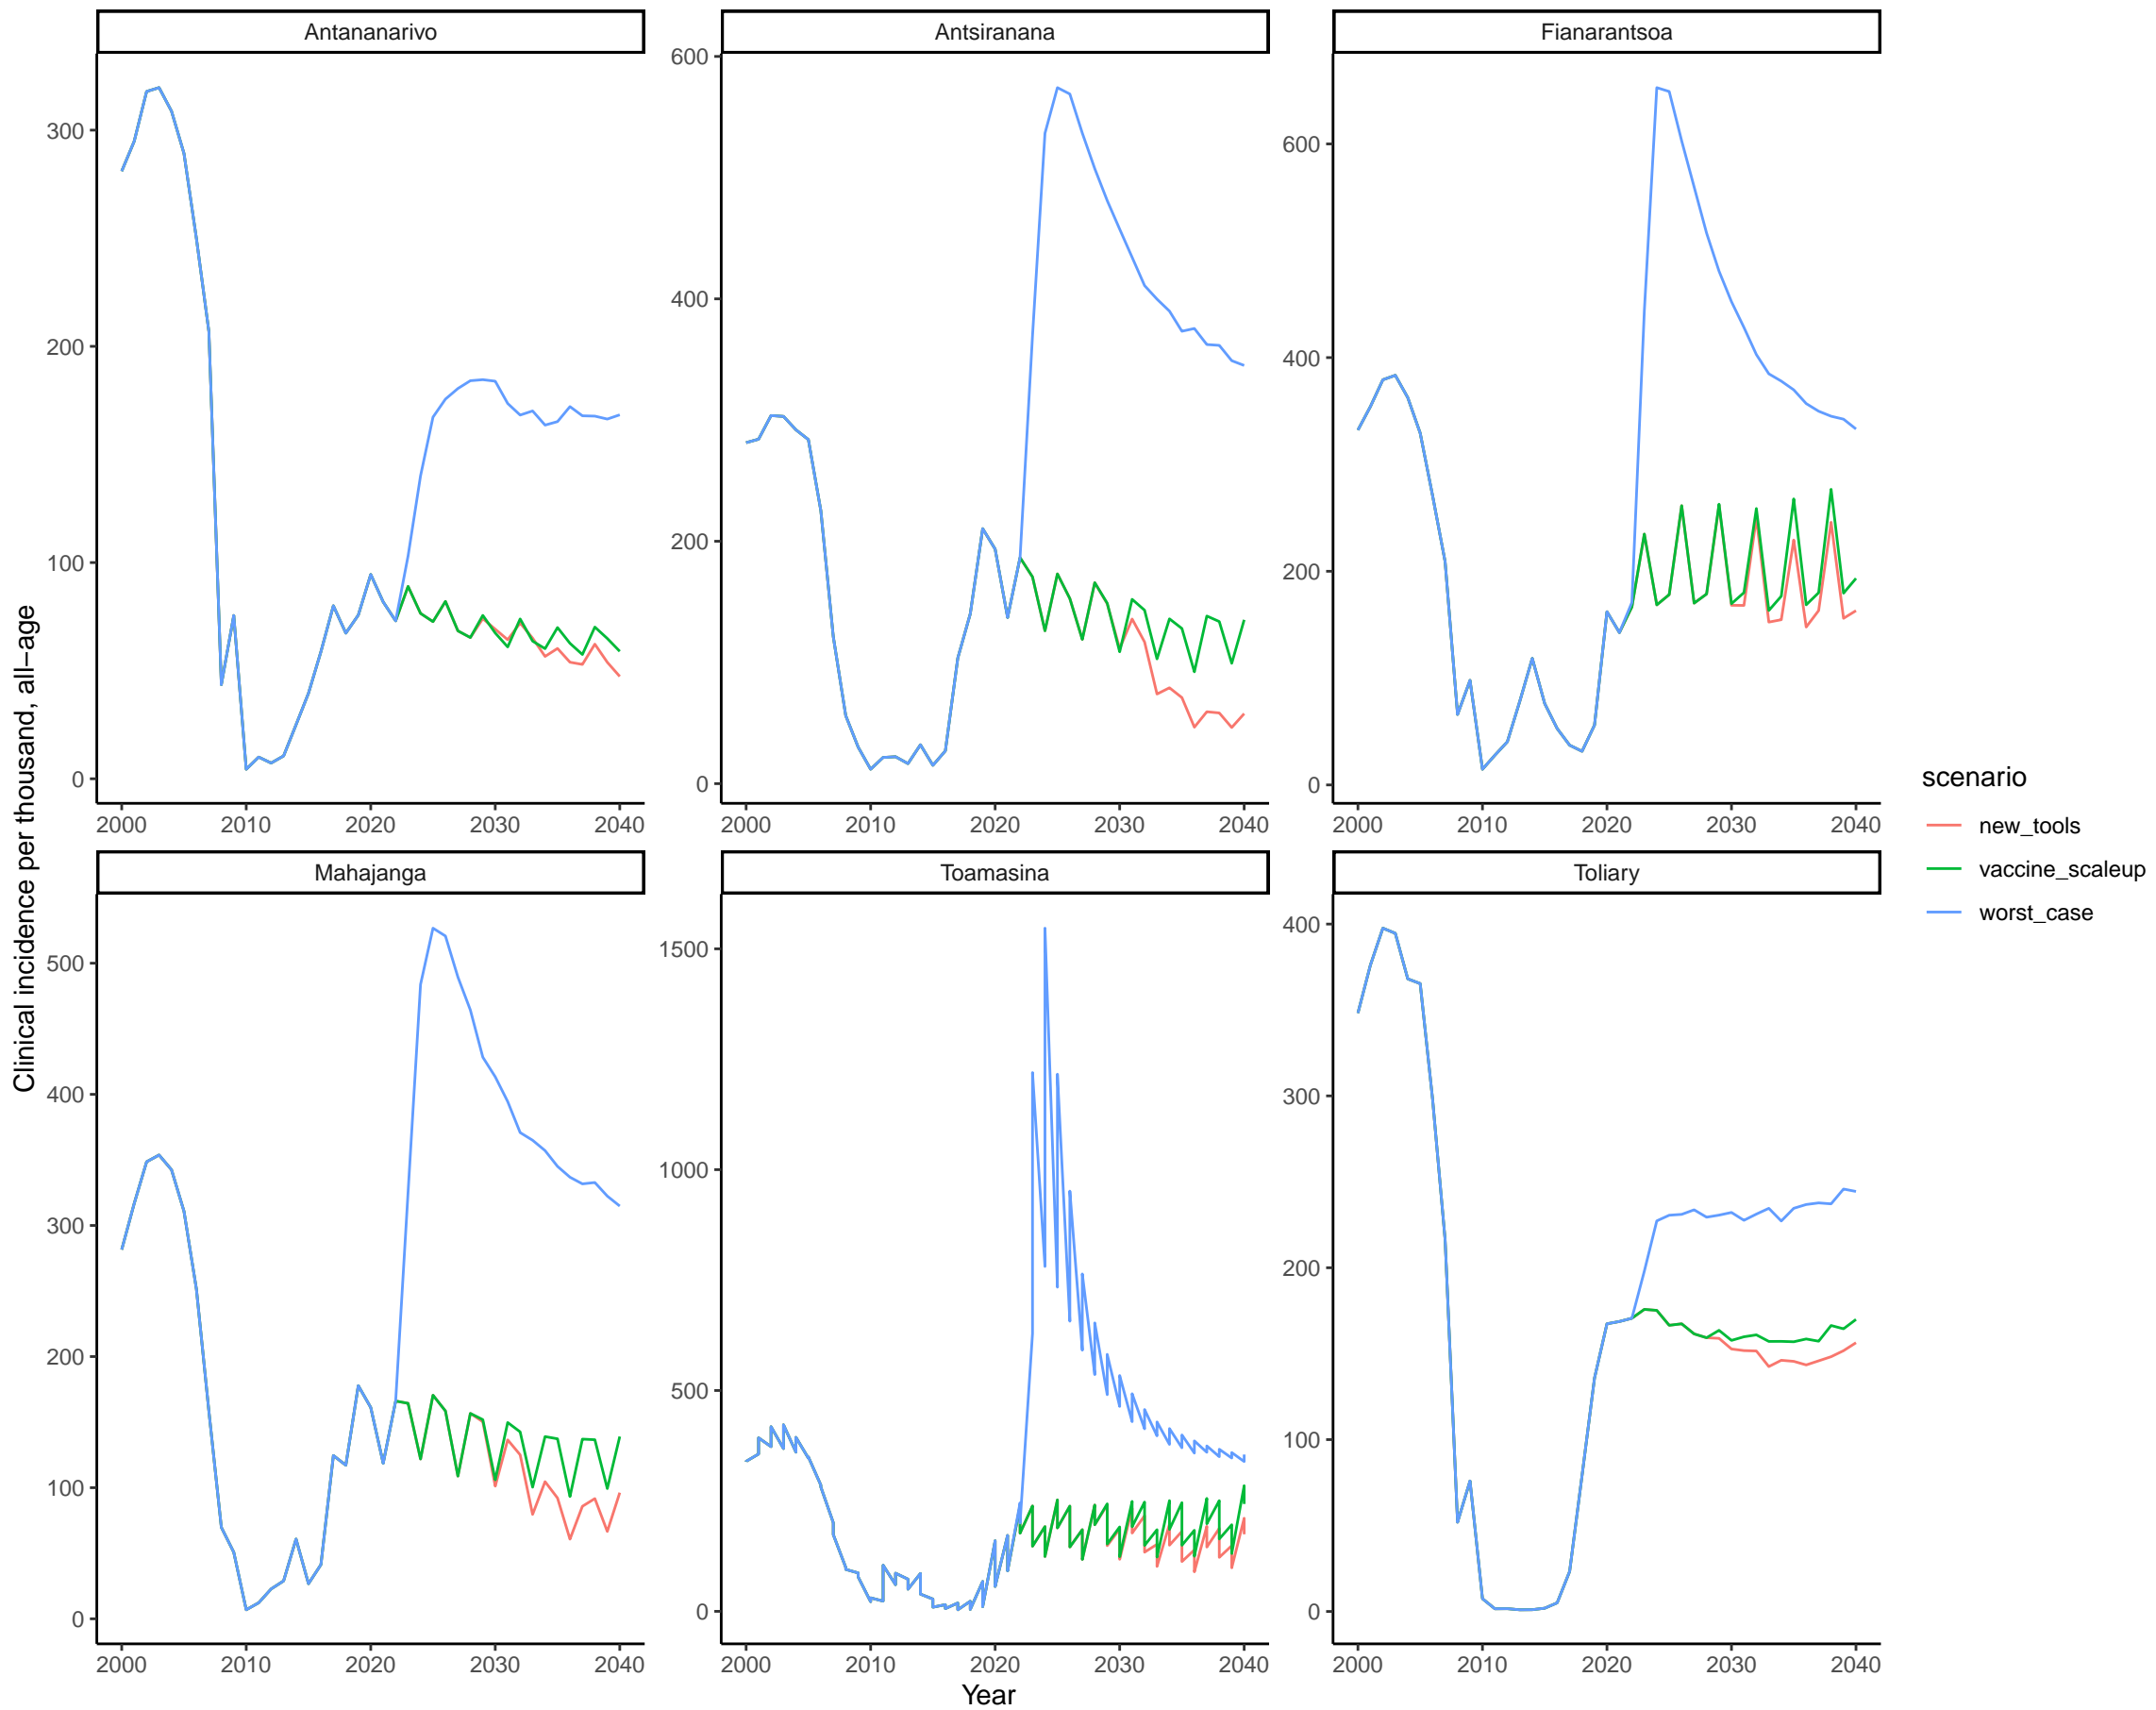 Antananarivo
Antsiranana
Fianarantsoa
300
200
100
0
600
400
200
0
600
400
200
0
2000 2010 2020 2030 2040
2000 2010 2020 2030 2040
2000 2010 2020 2030 2040
Clinical incidence per thousand, all−age
Mahajanga
Toamasina
Toliary
500
400
300
200
100
0
1500
1000
500
0
400
300
200
100
0
2000 2010 2020 2030 2040
2000 2010 2020 2030 2040
2000 2010 2020 2030 2040
Year
scenario
new_tools
vaccine_scaleup
worst_case